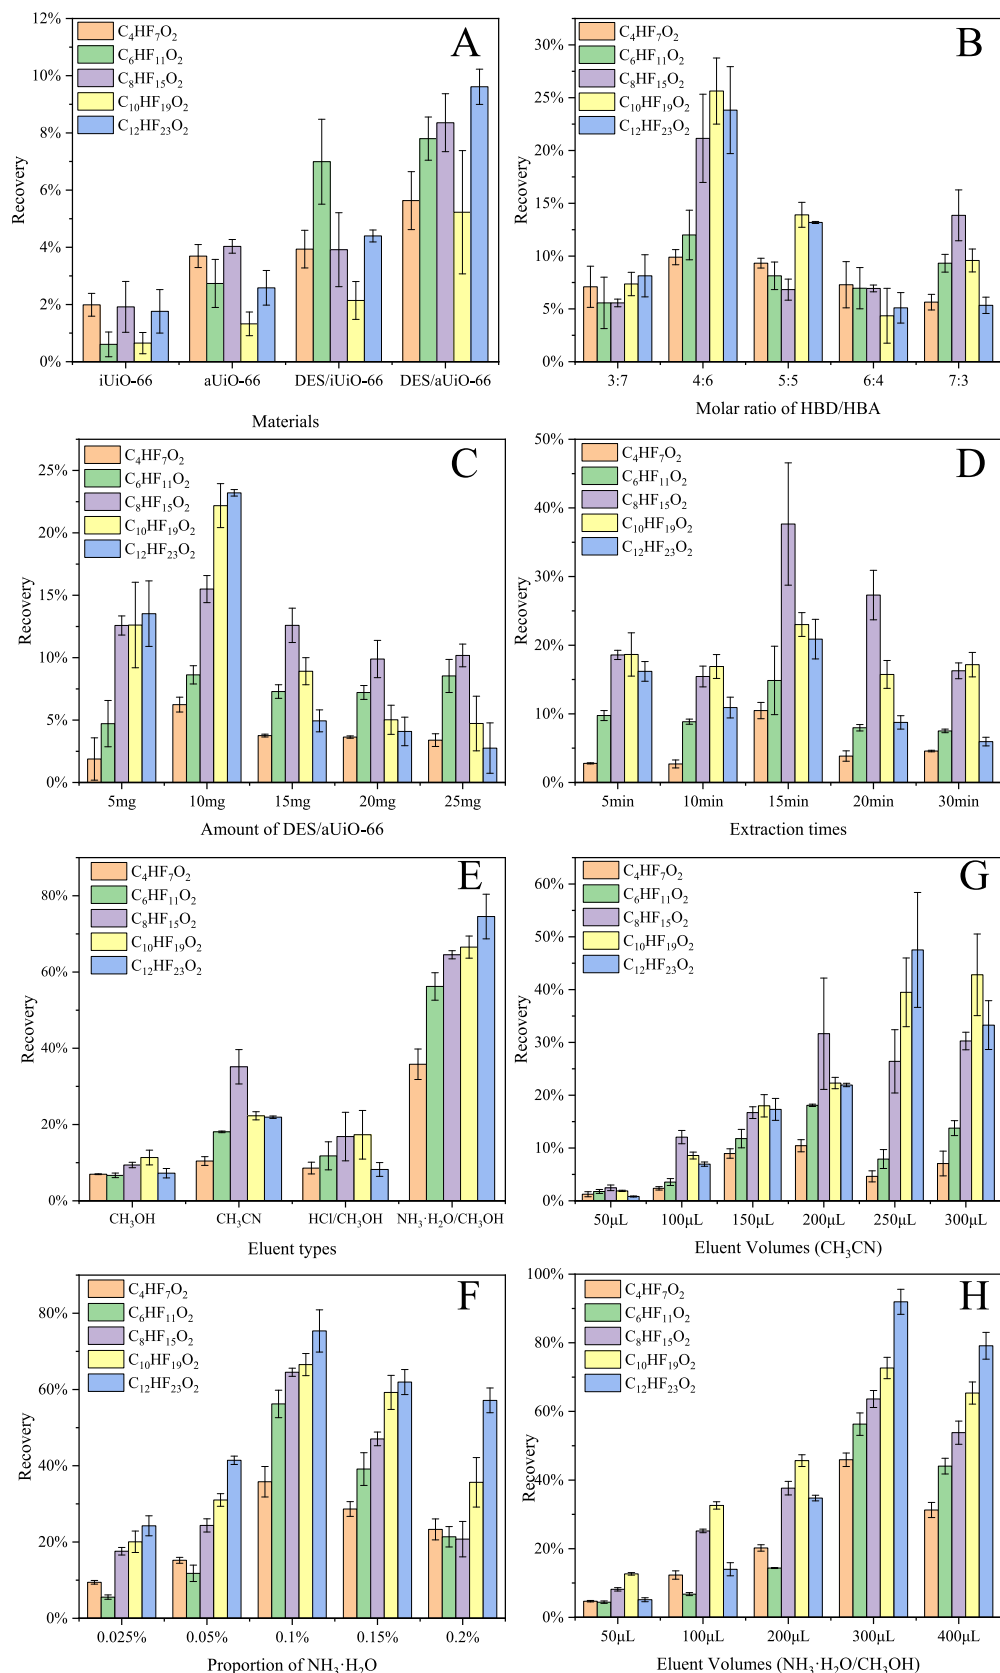 A
C₄HF₇O₂
C₆HF₁₁O₂
C₈HF₁₅O₂
C₁₀HF₁₉O₂
C₁₂HF₂₃O₂
12%
10%
8%
6%
4%
2%
0%
Recovery
iUiO-66 aUiO-66 DES/iUiO-66 DES/aUiO-66
Materials
B
C₄HF₇O₂
C₆HF₁₁O₂
C₈HF₁₅O₂
C₁₀HF₁₉O₂
C₁₂HF₂₃O₂
30%
25%
20%
15%
10%
5%
0%
Recovery
3:7 4:6 5:5 6:4 7:3
Molar ratio of HBD/HBA
C
C₄HF₇O₂
C₆HF₁₁O₂
C₈HF₁₅O₂
C₁₀HF₁₉O₂
C₁₂HF₂₃O₂
25%
20%
15%
10%
5%
0%
Recovery
5mg 10mg 15mg 20mg 25mg
Amount of DES/aUiO-66
D
C₄HF₇O₂
C₆HF₁₁O₂
C₈HF₁₅O₂
C₁₀HF₁₉O₂
C₁₂HF₂₃O₂
50%
40%
30%
20%
10%
0%
Recovery
5min 10min 15min 20min 30min
Extraction times
E
C₄HF₇O₂
C₆HF₁₁O₂
C₈HF₁₅O₂
C₁₀HF₁₉O₂
C₁₂HF₂₃O₂
80%
60%
40%
20%
0%
Recovery
CH₃OH CH₃CN HCl/CH₃OH NH₃·H₂O/CH₃OH
Eluent types
G
C₄HF₇O₂
C₆HF₁₁O₂
C₈HF₁₅O₂
C₁₀HF₁₉O₂
C₁₂HF₂₃O₂
60%
50%
40%
30%
20%
10%
0%
Recovery
50μL 100μL 150μL 200μL 250μL 300μL
Eluent Volumes (CH₃CN)
F
C₄HF₇O₂
C₆HF₁₁O₂
C₈HF₁₅O₂
C₁₀HF₁₉O₂
C₁₂HF₂₃O₂
80%
60%
40%
20%
0%
Recovery
0.025% 0.05% 0.1% 0.15% 0.2%
Proportion of NH₃·H₂O
H
C₄HF₇O₂
C₆HF₁₁O₂
C₈HF₁₅O₂
C₁₀HF₁₉O₂
C₁₂HF₂₃O₂
100%
80%
60%
40%
20%
0%
Recovery
50μL 100μL 200μL 300μL 400μL
Eluent Volumes (NH₃·H₂O/CH₃OH)